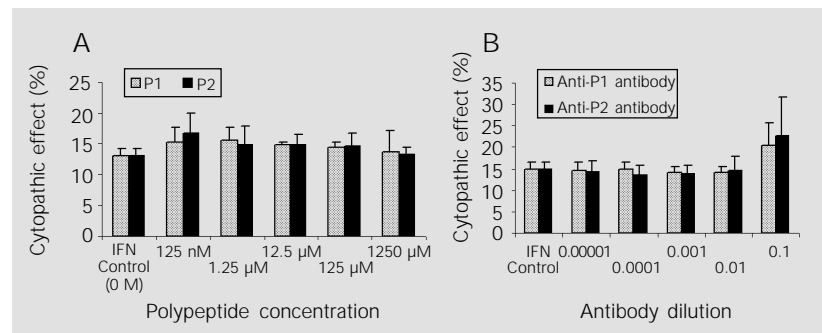 A
P1 P2
Cytopathic effect (%)
25
20
15
10
5
0
IFN Control (0 M)
125 nM
1.25 µM
12.5 µM
125 µM
1250 µM
Polypeptide concentration
B
Anti-P1 antibody
Anti-P2 antibody
Cytopathic effect (%)
35
30
25
20
15
10
5
0
IFN Control
0.00001
0.0001
0.001
0.01
0.1
Antibody dilution